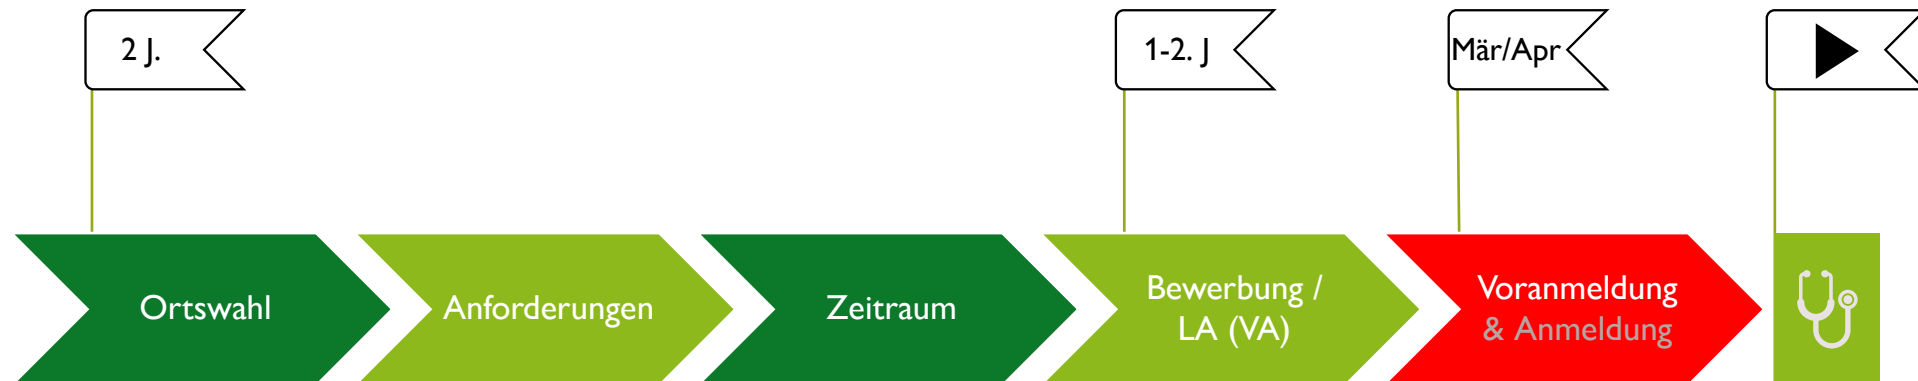 2 J.
1-2. J
Mär/Apr
Ortswahl
Anforderungen
Zeitraum
Bewerbung /
LA (VA)
Voranmeldung
& Anmeldung